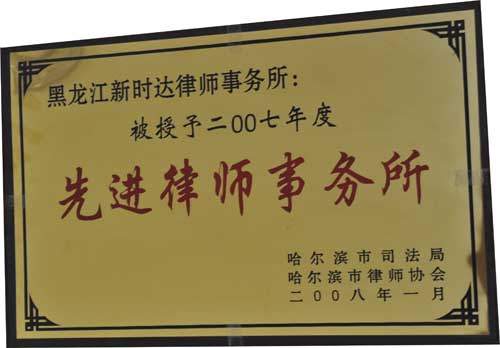 黑龙江新时达律师事务所：
被授予二00七年度
先进律师事务所
哈尔滨市司法局
哈尔滨市律师协会
二00八年一月